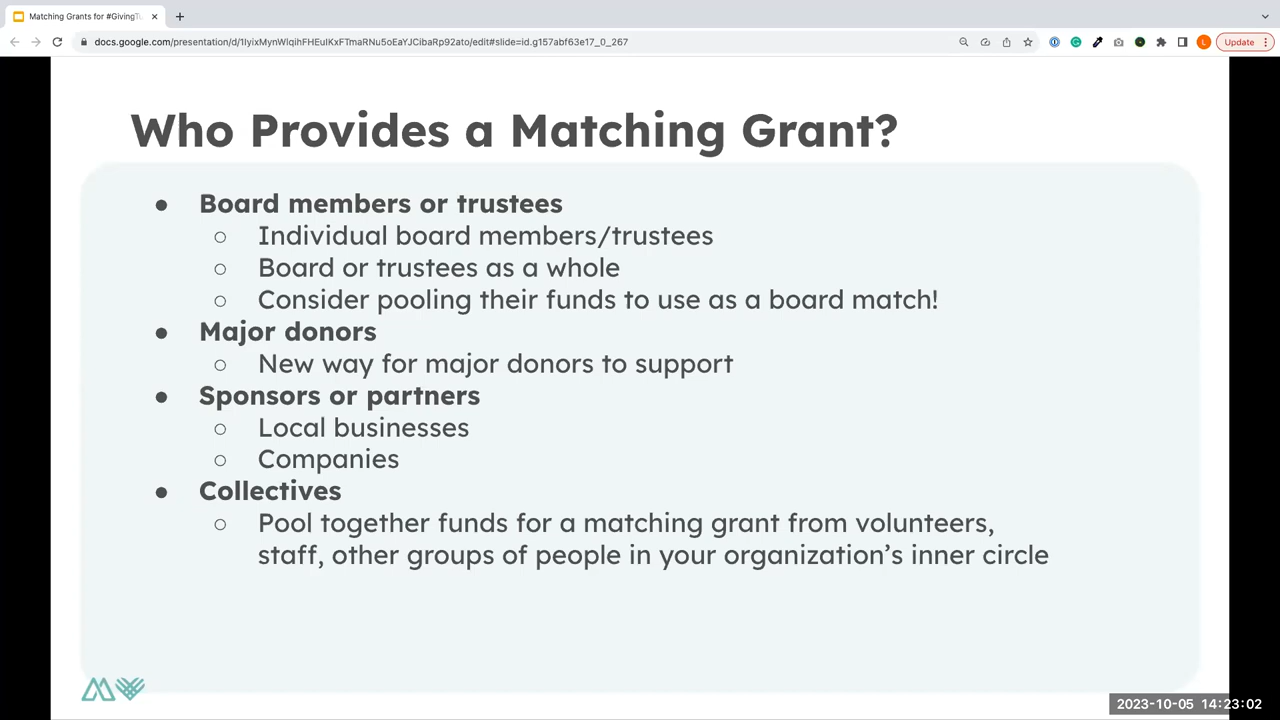 Matching Grants for #GivingTu
docs.google.com/presentation/d/1IyixMynWlqihFHEuIKxFTmaRNu5oEaYJCibaRp92ato/edit#slide=id.g157abf63e17_0_267
L
Update
Who Provides a Matching Grant?
● Board members or trustees
○ Individual board members/trustees
○ Board or trustees as a whole
○ Consider pooling their funds to use as a board match!
● Major donors
○ New way for major donors to support
● Sponsors or partners
○ Local businesses
○ Companies
● Collectives
○ Pool together funds for a matching grant from volunteers,
staff, other groups of people in your organization’s inner circle
2023-10-05 14:23:02